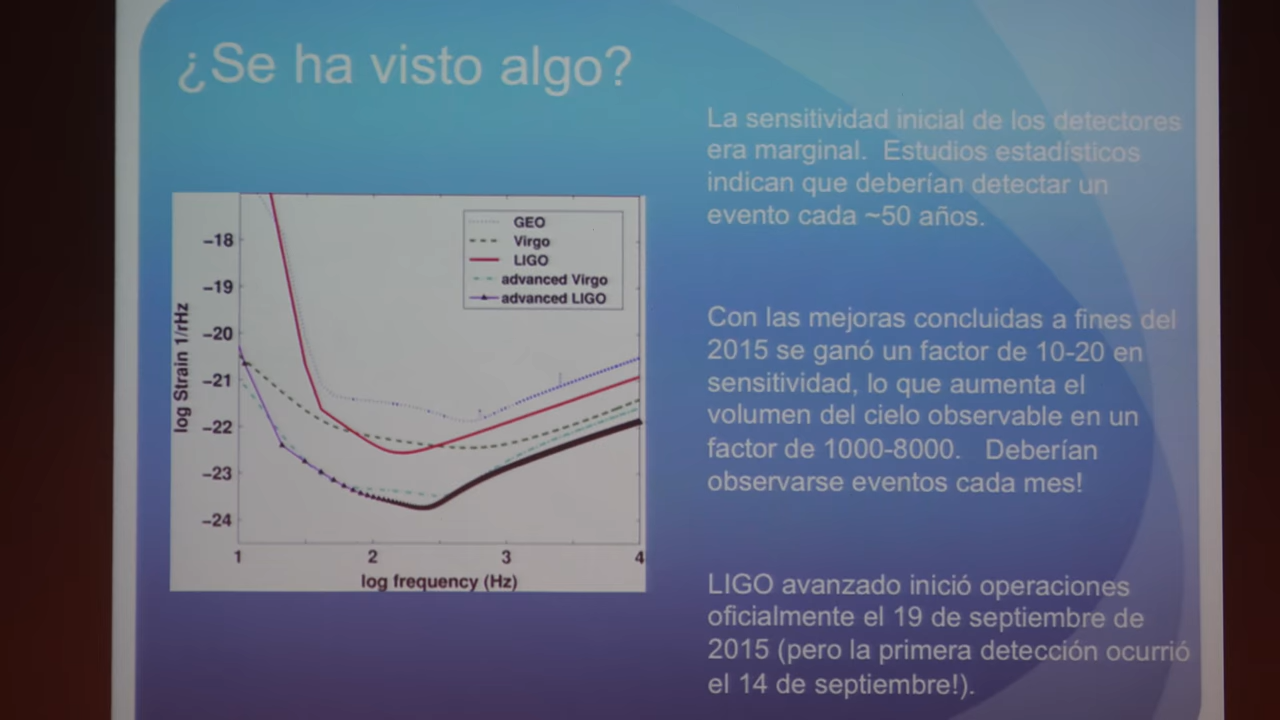 ¿Se ha visto algo?
La sensitividad inicial de los detectores
era marginal. Estudios estadísticos
indican que deberían detectar un
evento cada ~50 años.
Con las mejoras concluidas a fines del
2015 se ganó un factor de 10-20 en
sensitividad, lo que aumenta el
volumen del cielo observable en un
factor de 1000-8000. Deberían
observarse eventos cada mes!
LIGO avanzado inició operaciones
oficialmente el 19 de septiembre de
2015 (pero la primera detección ocurrió
el 14 de septiembre!).
GEO
Virgo
LIGO
advanced Virgo
advanced LIGO
log Strain 1/rHz
−18
−19
−20
−21
−22
−23
−24
1 2 3 4
log frequency (Hz)